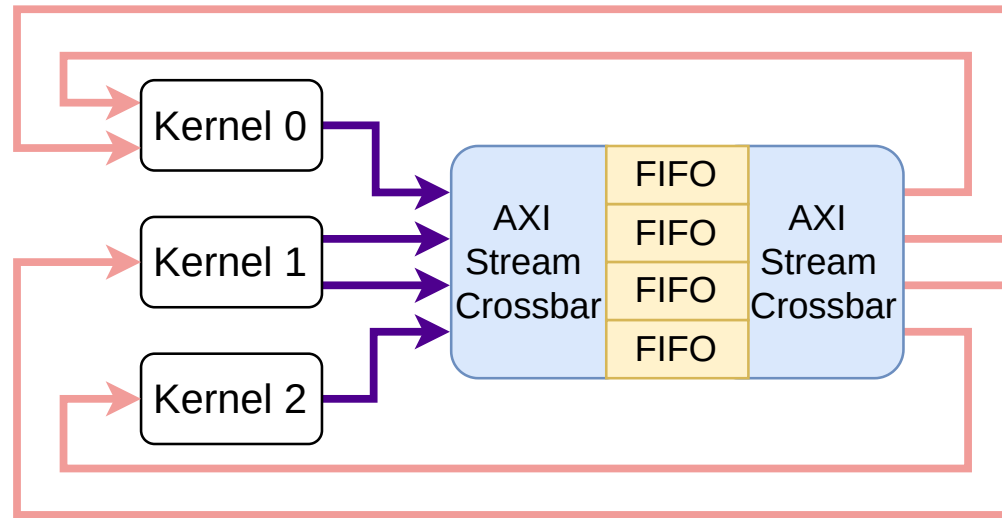 Kernel 0
Kernel 1
Kernel 2
AXI
Stream
Crossbar
FIFO
FIFO
FIFO
FIFO
AXI
Stream
Crossbar